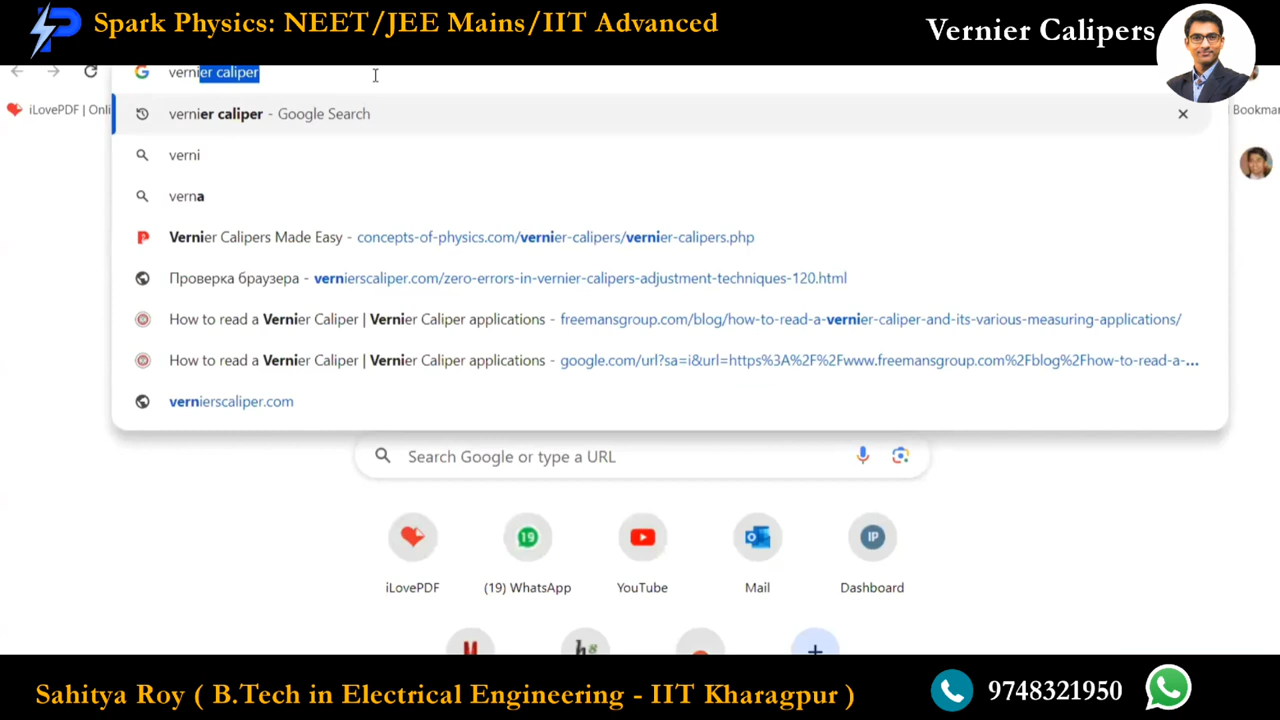 Spark Physics: NEET/JEE Mains/IIT Advanced
Vernier Calipers
vernier caliper
iLovePDF | Onli
Bookmar
vernier caliper - Google Search
verni
verna
Vernier Calipers Made Easy - concepts-of-physics.com/vernier-calipers/vernier-calipers.php
Проверка браузера - vernierscaliper.com/zero-errors-in-vernier-calipers-adjustment-techniques-120.html
How to read a Vernier Caliper | Vernier Caliper applications - freemansgroup.com/blog/how-to-read-a-vernier-caliper-and-its-various-measuring-applications/
How to read a Vernier Caliper | Vernier Caliper applications - google.com/url?sa=i&url=https%3A%2F%2Fwww.freemansgroup.com%2Fblog%2Fhow-to-read-a-...
vernierscaliper.com
Search Google or type a URL
19
IP
iLovePDF
(19) WhatsApp
YouTube
Mail
Dashboard
Sahitya Roy ( B.Tech in Electrical Engineering - IIT Kharagpur )
9748321950